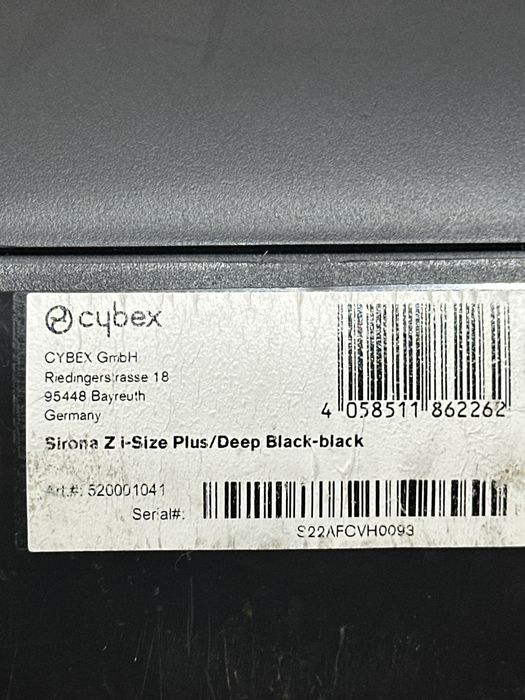 cybex
CYBEX GmbH
Riedingerstrasse 18
95448 Bayreuth
Germany
4 058511 862262
Sirona Z i-Size Plus/Deep Black-black
Art.#: 520001041
Serial#:
S22AFCVH0093